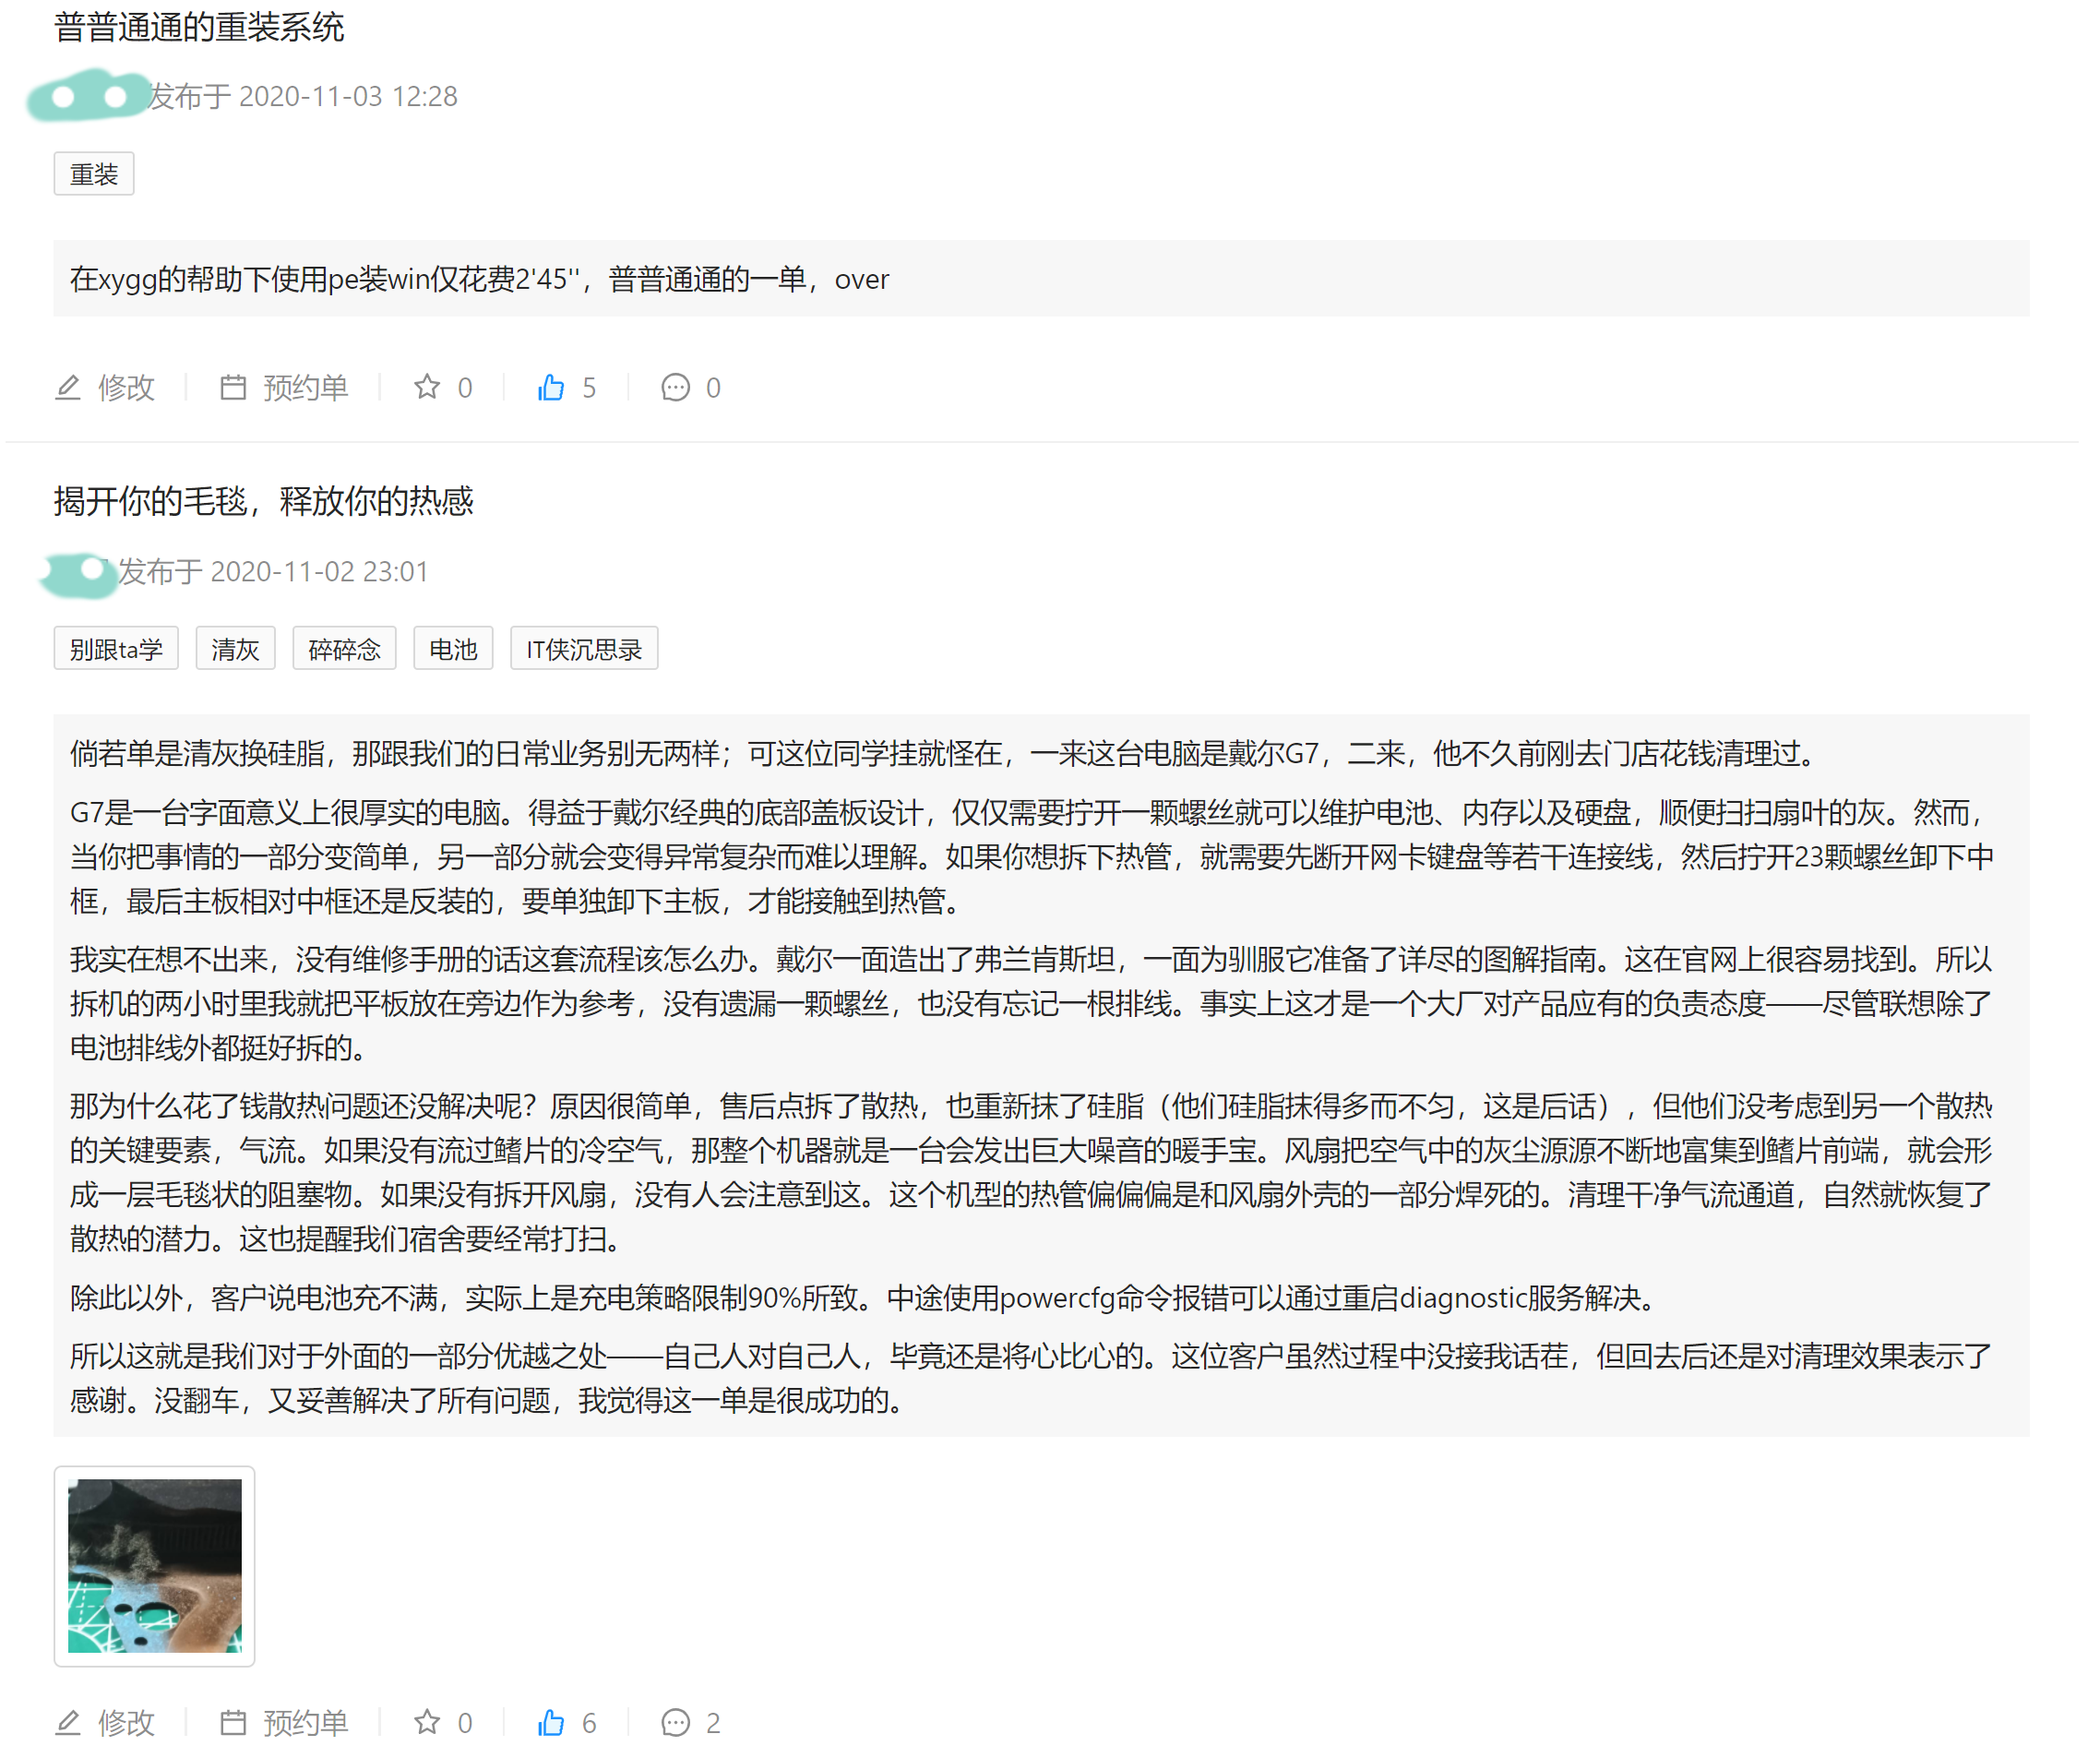 普普通通的重装系统
发布于 2020-11-03 12:28
重装
在xygg的帮助下使用pe装win仅花费2'45''，普普通通的一单，over
修改 预约单 0 5 0
揭开你的毛毯，释放你的热感
发布于 2020-11-02 23:01
别跟ta学 清灰 碎碎念 电池 IT侠沉思录
倘若单是清灰换硅脂，那跟我们的日常业务别无两样；可这位同学挂就怪在，一来这台电脑是戴尔G7，二来，他不久前刚去门店花钱清理过。
G7是一台字面意义上很厚实的电脑。得益于戴尔经典的底部盖板设计，仅仅需要拧开一颗螺丝就可以维护电池、内存以及硬盘，顺便扫扫扇叶的灰。然而，
当你把事情的一部分变简单，另一部分就会变得异常复杂而难以理解。如果你想拆下热管，就需要先断开网卡键盘等若干连接线，然后拧开23颗螺丝卸下中
框，最后主板相对中框还是反装的，要单独卸下主板，才能接触到热管。
我实在想不出来，没有维修手册的话这套流程该怎么办。戴尔一面造出了弗兰肯斯坦，一面为驯服它准备了详尽的图解指南。这在官网上很容易找到。所以
拆机的两小时里我就把平板放在旁边作为参考，没有遗漏一颗螺丝，也没有忘记一根排线。事实上这才是一个大厂对产品应有的负责态度——尽管联想除了
电池排线外都挺好拆的。
那为什么花了钱散热问题还没解决呢？原因很简单，售后点拆了散热，也重新抹了硅脂（他们硅脂抹得多而不匀，这是后话），但他们没考虑到另一个散热
的关键要素，气流。如果没有流过鳍片的冷空气，那整个机器就是一台会发出巨大噪音的暖手宝。风扇把空气中的灰尘源源不断地富集到鳍片前端，就会形
成一层毛毯状的阻塞物。如果没有拆开风扇，没有人会注意到这。这个机型的热管偏偏偏是和风扇外壳的一部分焊死的。清理干净气流通道，自然就恢复了
散热的潜力。这也提醒我们宿舍要经常打扫。
除此以外，客户说电池充不满，实际上是充电策略限制90%所致。中途使用powercfg命令报错可以通过重启diagnostic服务解决。
所以这就是我们对于外面的一部分优越之处——自己人对自己人，毕竟还是将心比心的。这位客户虽然过程中没接我话茬，但回去后还是对清理效果表示了
感谢。没翻车，又妥善解决了所有问题，我觉得这一单是很成功的。
修改 预约单 0 6 2